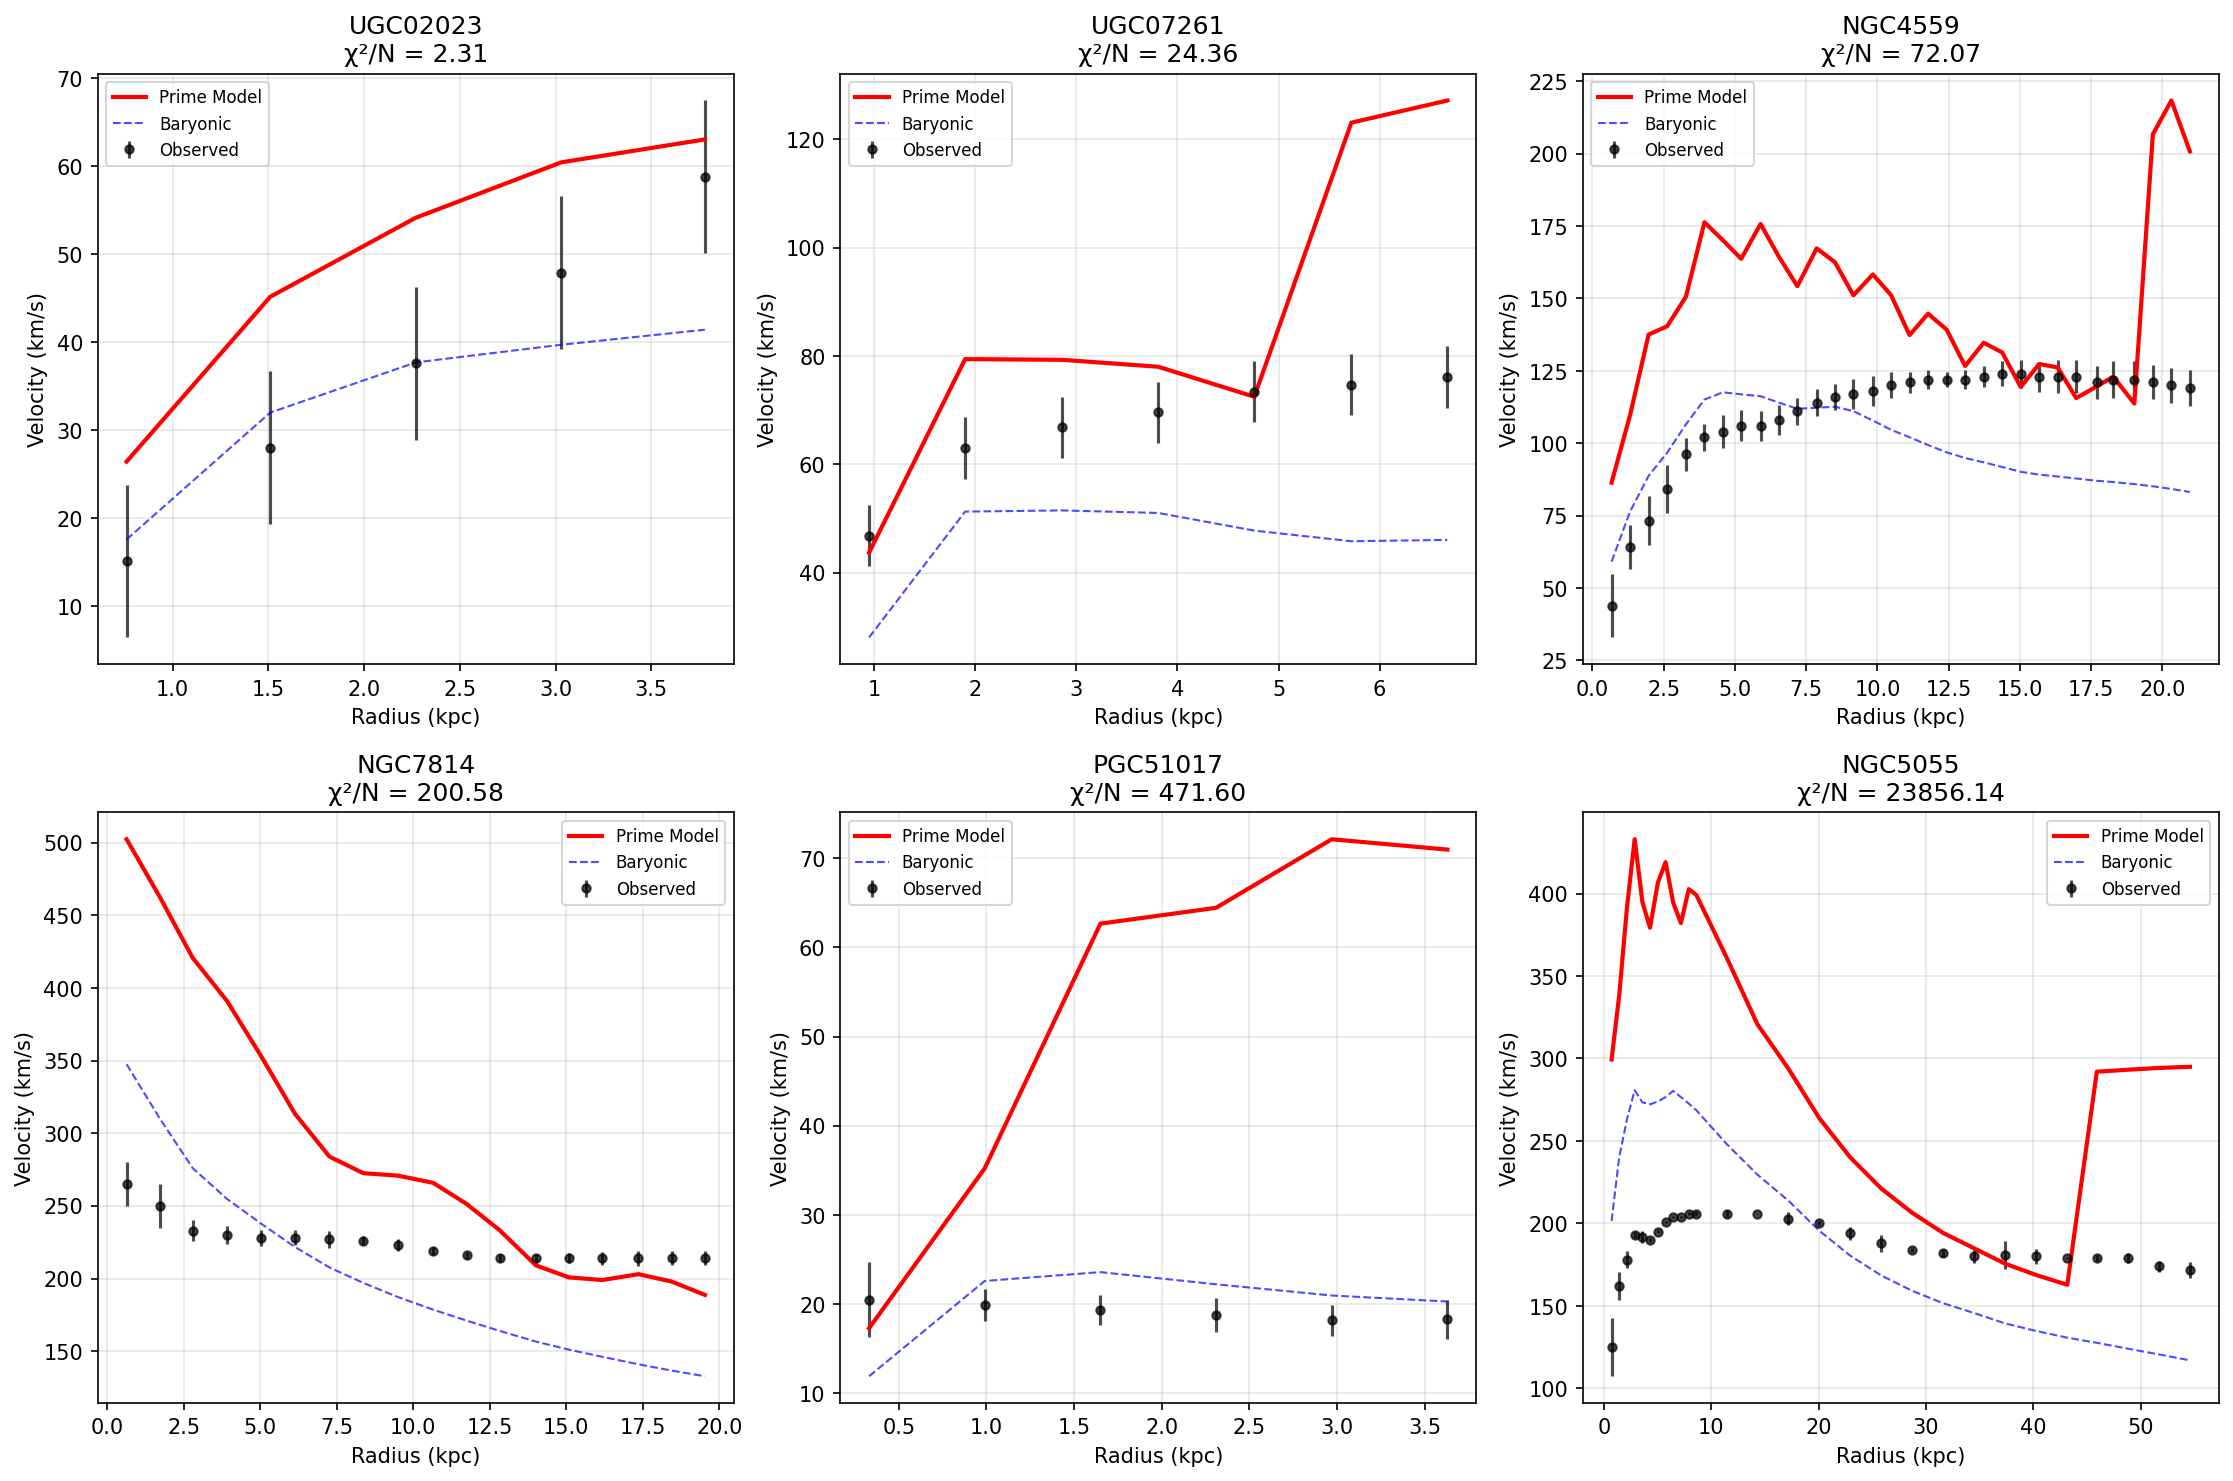 UGC02023
χ²/N = 2.31
70
60
50
40
30
20
10
Velocity (km/s)
Prime Model
Baryonic
Observed
1.0 1.5 2.0 2.5 3.0 3.5
Radius (kpc)
UGC07261
χ²/N = 24.36
120
100
80
60
40
Velocity (km/s)
Prime Model
Baryonic
Observed
1 2 3 4 5 6
Radius (kpc)
NGC4559
χ²/N = 72.07
225
200
175
150
125
100
75
50
25
Velocity (km/s)
Prime Model
Baryonic
Observed
0.0 2.5 5.0 7.5 10.0 12.5 15.0 17.5 20.0
Radius (kpc)
NGC7814
χ²/N = 200.58
500
450
400
350
300
250
200
150
Velocity (km/s)
Prime Model
Baryonic
Observed
0.0 2.5 5.0 7.5 10.0 12.5 15.0 17.5 20.0
Radius (kpc)
PGC51017
χ²/N = 471.60
70
60
50
40
30
20
10
Velocity (km/s)
Prime Model
Baryonic
Observed
0.5 1.0 1.5 2.0 2.5 3.0 3.5
Radius (kpc)
NGC5055
χ²/N = 23856.14
400
350
300
250
200
150
100
Velocity (km/s)
Prime Model
Baryonic
Observed
0 10 20 30 40 50
Radius (kpc)